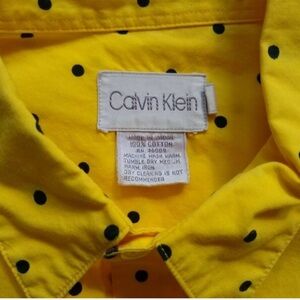 Calvin Klein
100% COTTON
MACHINE WASH WARM
TUMBLE DRY MEDIUM
WARM IRON
DRY CLEANING IS NOT
RECOMMENDED